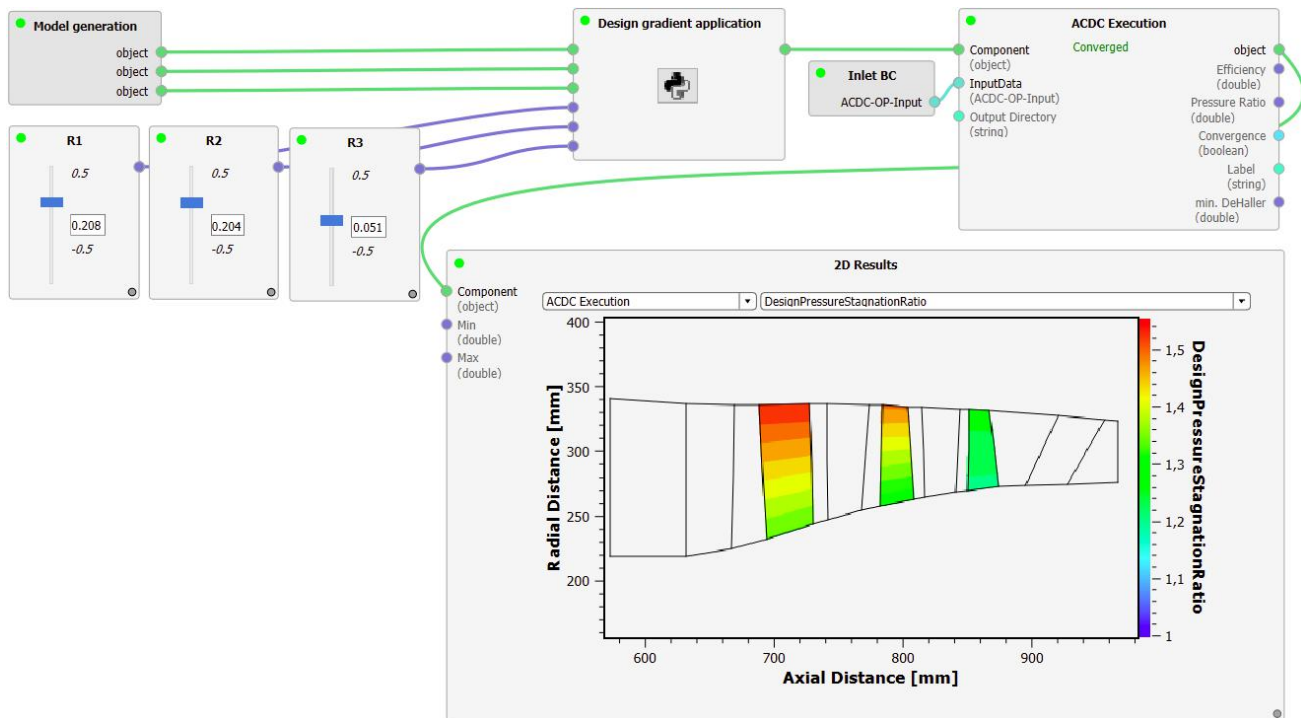 Model generation
object
object
object
Design gradient application
ACDC Execution
Component
(object)
Converged
object
InputData
(ACDC-OP-Input)
Output Directory
(string)
Efficiency
(double)
Pressure Ratio
(double)
Convergence
(boolean)
Label
(string)
min. DeHaller
(double)
Inlet BC
ACDC-OP-Input
R1
0.5
0.208
-0.5
R2
0.5
0.204
-0.5
R3
0.5
0.051
-0.5
2D Results
Component
(object)
Min
(double)
Max
(double)
ACDC Execution
DesignPressureStagnationRatio
400
350
300
250
200
Radial Distance [mm]
600 700 800 900
Axial Distance [mm]
1,5
1,4
1,3
1,2
1,1
1
DesignPressureStagnationRatio